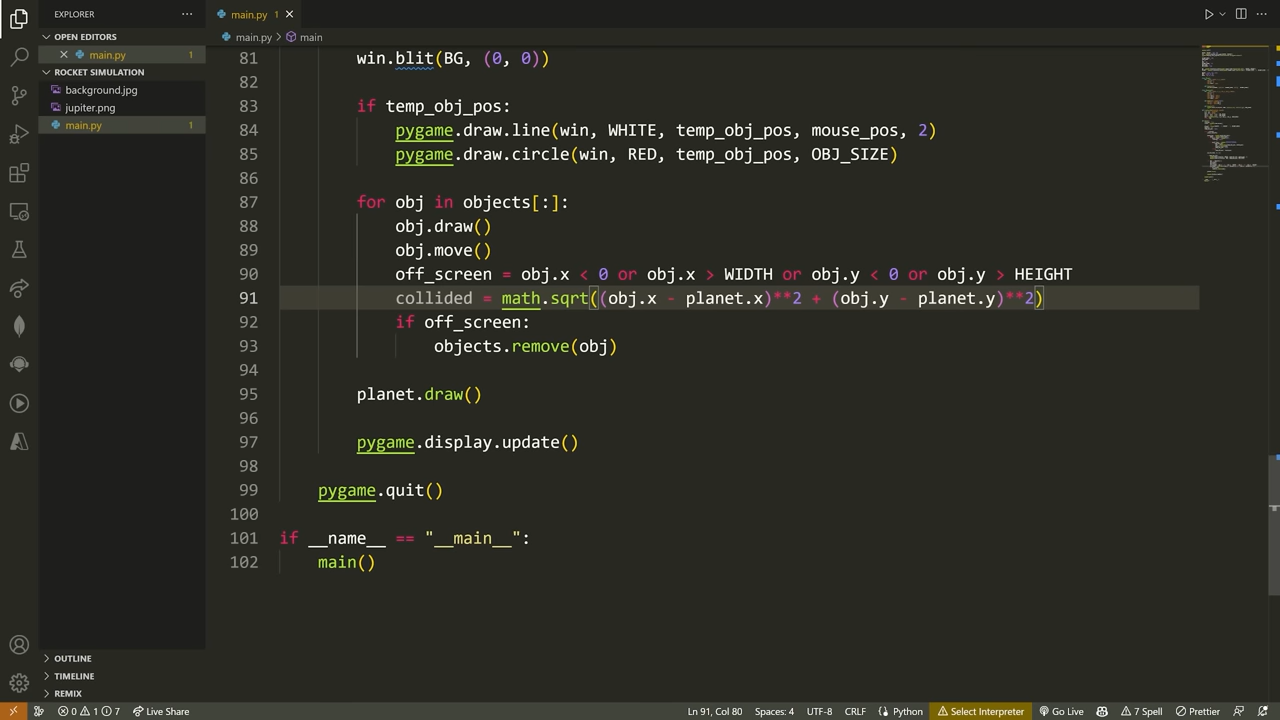 EXPLORER
···
main.py 1 ×
OPEN EDITORS
main.py > main
× main.py 1
ROCKET SIMULATION
background.jpg
jupiter.png
main.py 1
81 win.blit(BG, (0, 0))
82
83 if temp_obj_pos:
84 pygame.draw.line(win, WHITE, temp_obj_pos, mouse_pos, 2)
85 pygame.draw.circle(win, RED, temp_obj_pos, OBJ_SIZE)
86
87 for obj in objects[:]:
88 obj.draw()
89 obj.move()
90 off_screen = obj.x < 0 or obj.x > WIDTH or obj.y < 0 or obj.y > HEIGHT
91 collided = math.sqrt((obj.x - planet.x)**2 + (obj.y - planet.y)**2)
92 if off_screen:
93 objects.remove(obj)
94
95 planet.draw()
96
97 pygame.display.update()
98
99 pygame.quit()
100
101 if __name__ == "__main__":
102 main()
OUTLINE
TIMELINE
REMIX
0 1 7 Live Share Ln 91, Col 80 Spaces: 4 UTF-8 CRLF Python Select Interpreter Go Live 7 Spell Prettier